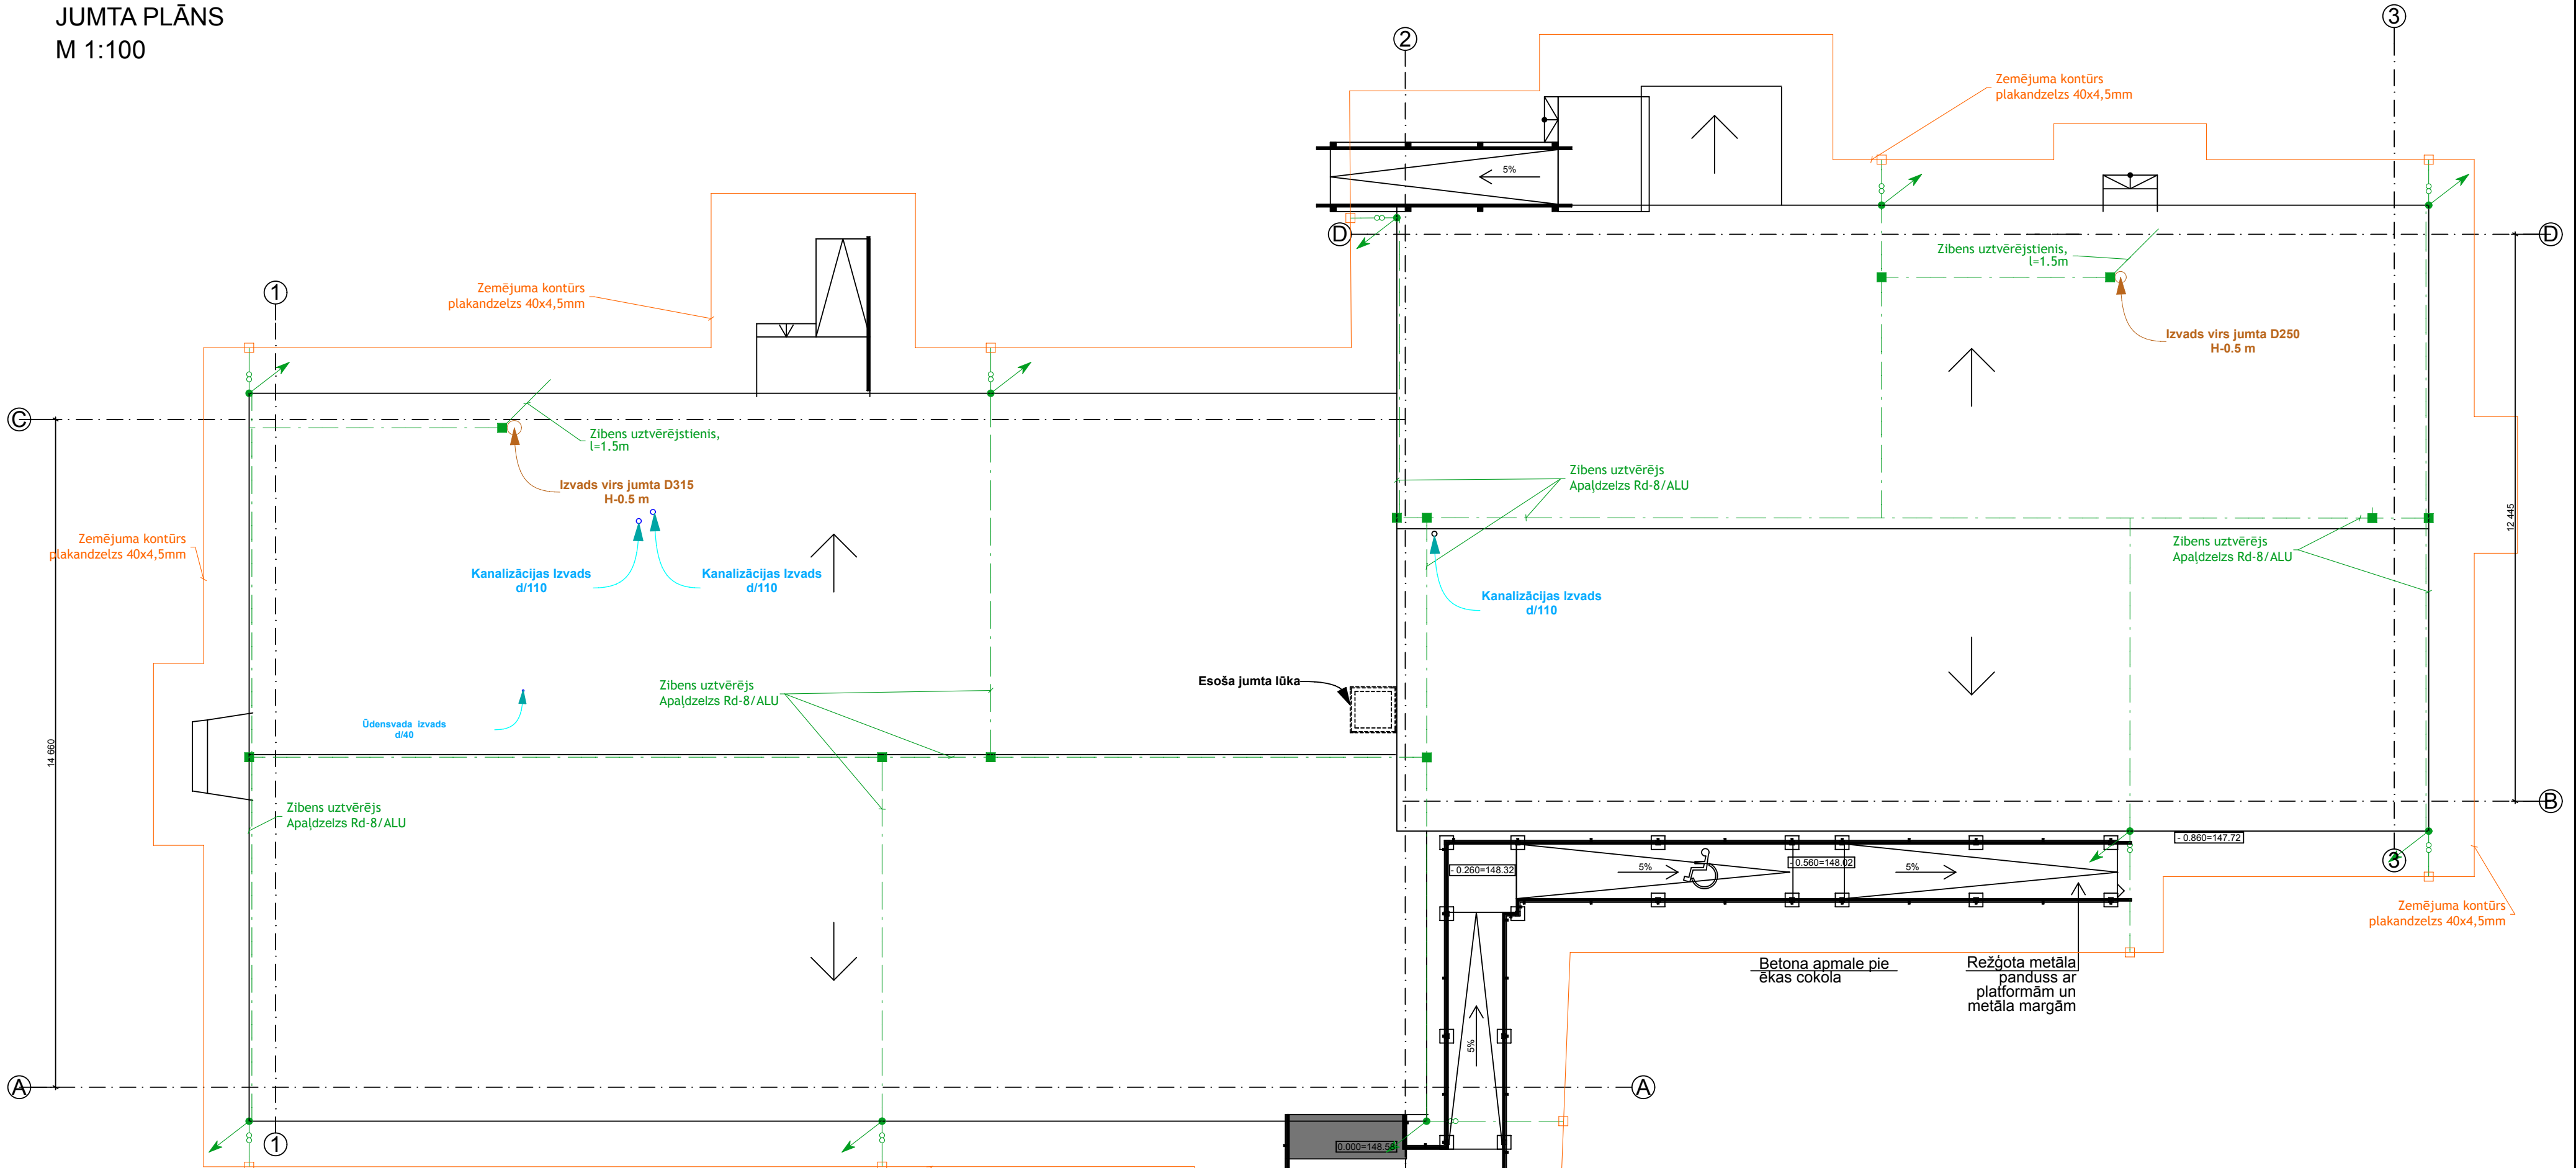 JUMTA PLĀNS
M 1:100
2
3
Zemējuma kontūrs
plakandzelzs 40x4,5mm
5%
D
D
Zibens uztvērējstienis,
l=1.5m
Zemējuma kontūrs
plakandzelzs 40x4,5mm
1
Izvads virs jumta D250
H-0.5 m
C
Zibens uztvērējstienis,
l=1.5m
Izvads virs jumta D315
H-0.5 m
Zibens uztvērējs
Apaļdzelzs Rd-8/ALU
12 445
Zemējuma kontūrs
plakandzelzs 40x4,5mm
Zibens uztvērējs
Apaļdzelzs Rd-8/ALU
Kanalizācijas Izvads
d/110
Kanalizācijas Izvads
d/110
Kanalizācijas Izvads
d/110
Esoša jumta lūka
Zibens uztvērējs
Apaļdzelzs Rd-8/ALU
Ūdensvada izvads
d/40
14 660
Zibens uztvērējs
Apaļdzelzs Rd-8/ALU
B
- 0.860=147.72
3
- 0.260=148.32
5%
- 0.560=148.02
5%
Zemējuma kontūrs
plakandzelzs 40x4,5mm
Betona apmale pie
ēkas cokola
Režģota metāla
panduss ar
platformām un
metāla margām
5%
A
A
1
0.000=148.58